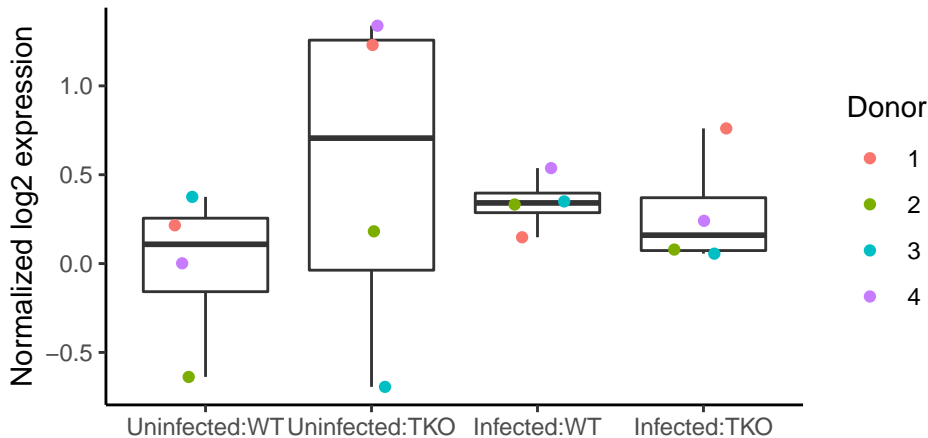 Normalized log2 expression
1.0
0.5
0.0
−0.5
Uninfected:WT
Uninfected:TKO
Infected:WT
Infected:TKO
Donor
1
2
3
4